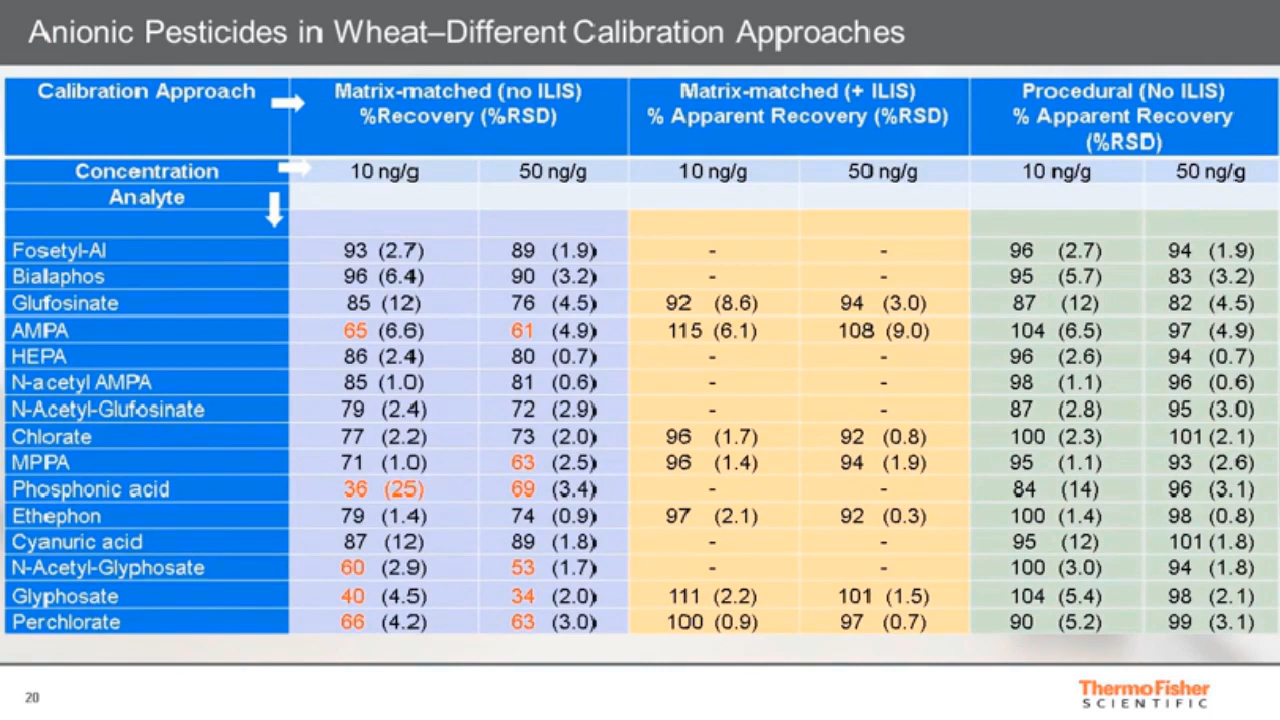 Anionic Pesticides in Wheat–Different Calibration Approaches
Calibration Approach Matrix-matched (no ILIS) Matrix-matched (+ ILIS) Procedural (No ILIS)
%Recovery (%RSD) % Apparent Recovery (%RSD) % Apparent Recovery
(%RSD)
Concentration 10 ng/g 50 ng/g 10 ng/g 50 ng/g 10 ng/g 50 ng/g
Analyte
Fosetyl-Al 93 (2.7) 89 (1.9) - - 96 (2.7) 94 (1.9)
Bialaphos 96 (6.4) 90 (3.2) - - 95 (5.7) 83 (3.2)
Glufosinate 85 (12) 76 (4.5) 92 (8.6) 94 (3.0) 87 (12) 82 (4.5)
AMPA 65 (6.6) 61 (4.9) 115 (6.1) 108 (9.0) 104 (6.5) 97 (4.9)
HEPA 86 (2.4) 80 (0.7) - - 96 (2.6) 94 (0.7)
N-acetyl AMPA 85 (1.0) 81 (0.6) - - 98 (1.1) 96 (0.6)
N-Acetyl-Glufosinate 79 (2.4) 72 (2.9) - - 87 (2.8) 95 (3.0)
Chlorate 77 (2.2) 73 (2.0) 96 (1.7) 92 (0.8) 100 (2.3) 101 (2.1)
MPPA 71 (1.0) 63 (2.5) 96 (1.4) 94 (1.9) 95 (1.1) 93 (2.6)
Phosphonic acid 36 (25) 69 (3.4) - - 84 (14) 96 (3.1)
Ethephon 79 (1.4) 74 (0.9) 97 (2.1) 92 (0.3) 100 (1.4) 98 (0.8)
Cyanuric acid 87 (12) 89 (1.8) - - 95 (12) 101 (1.8)
N-Acetyl-Glyphosate 60 (2.9) 53 (1.7) - - 100 (3.0) 94 (1.8)
Glyphosate 40 (4.5) 34 (2.0) 111 (2.2) 101 (1.5) 104 (5.4) 98 (2.1)
Perchlorate 66 (4.2) 63 (3.0) 100 (0.9) 97 (0.7) 90 (5.2) 99 (3.1)
20
ThermoFisher
SCIENTIFIC